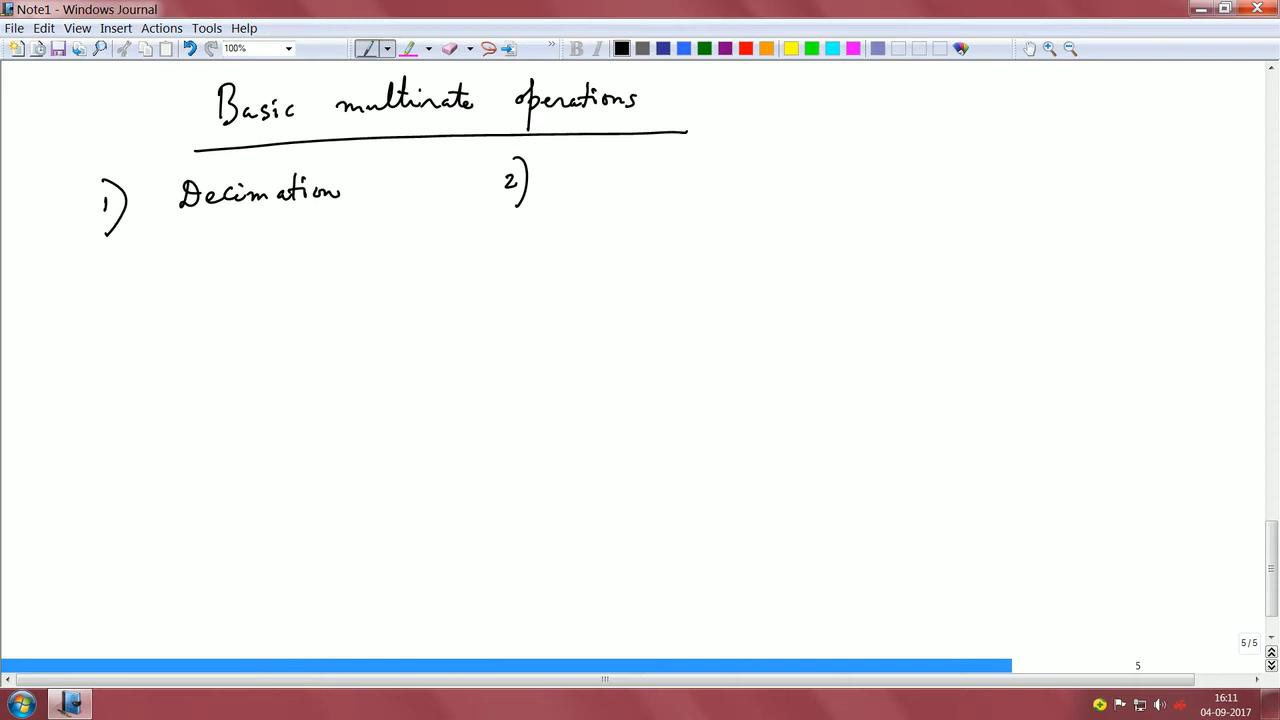 Note1 - Windows Journal
File Edit View Insert Actions Tools Help
100%
B I
Basic multirate operations
1) Decimation 2)
5/5
5
16:11
04-09-2017